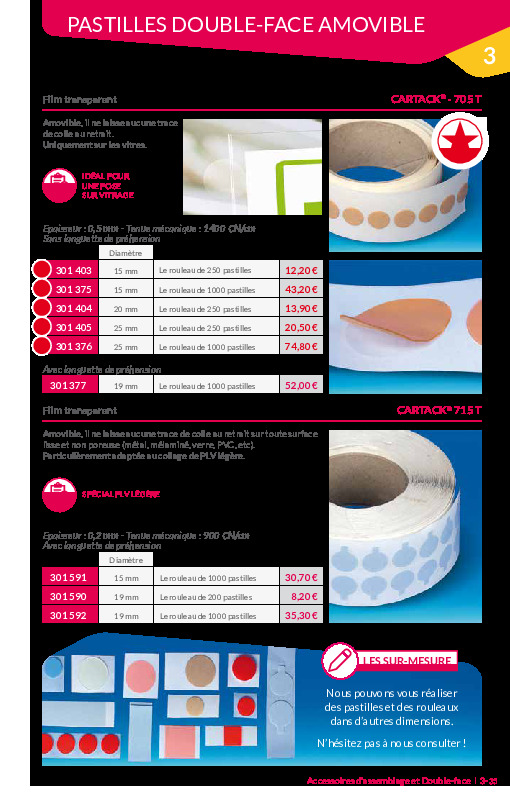 PASTILLES DOUBLE-FACE AMOVIBLE
3
Film transparent
CARTACK® - 705 T
Amovible, il ne laisse aucune trace
de colle au retrait.
Uniquement sur les vitres.
IDÉAL POUR
UNE POSE
SUR VITRAGE
Epaisseur : 0,5 mm - Tenue mécanique : 1400 CN/cm
Sans languette de préhension
Diamètre
301 403 15 mm Le rouleau de 250 pastilles 12,20 €
301 375 15 mm Le rouleau de 1000 pastilles 43,20 €
301 404 20 mm Le rouleau de 250 pastilles 13,90 €
301 405 25 mm Le rouleau de 250 pastilles 20,50 €
301 376 25 mm Le rouleau de 1000 pastilles 74,80 €
Avec languette de préhension
301 377 19 mm Le rouleau de 1000 pastilles 52,00 €
Film transparent
CARTACK® 715 T
Amovible, il ne laisse aucune trace de colle au retrait sur toute surface
lisse et non poreuse (métal, mélaminé, verre, PVC, etc).
Particulièrement adaptée au collage de PLV légère.
SPÉCIAL PLV LÉGÈRE
Epaisseur : 0,2 mm - Tenue mécanique : 900 CN/cm
Avec languette de préhension
Diamètre
301 591 15 mm Le rouleau de 1000 pastilles 30,70 €
301 590 19 mm Le rouleau de 200 pastilles 8,20 €
301 592 19 mm Le rouleau de 1000 pastilles 35,30 €
LES SUR-MESURE
Nous pouvons vous réaliser
des pastilles et des rouleaux
dans d'autres dimensions.
N'hésitez pas à nous consulter !
Accessoires d'assemblage et Double-face | 3-35